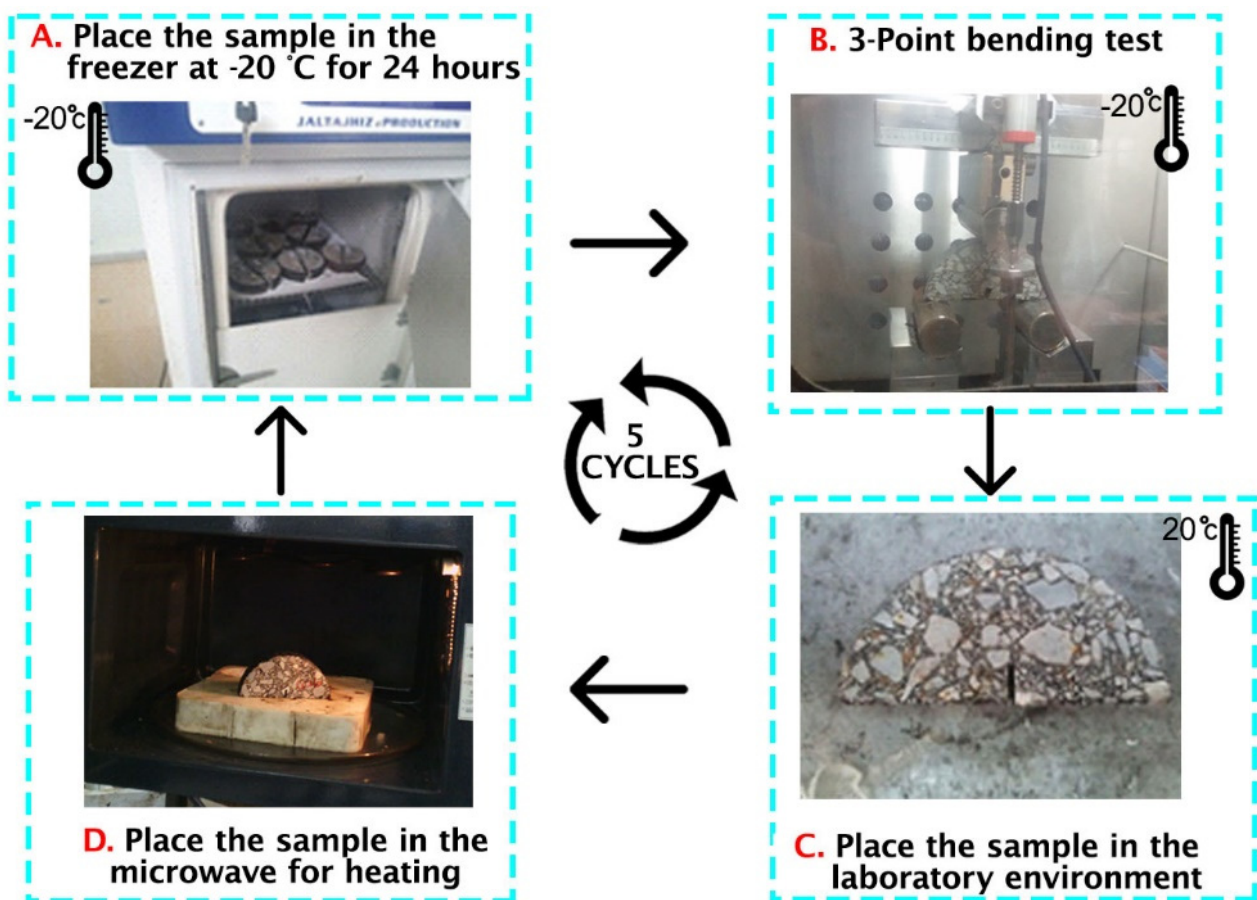 A. Place the sample in the
freezer at -20 °C for 24 hours
-20°c
JALTAJHIZ PRODUCTION
B. 3-Point bending test
-20°c
5
CYCLES
20°c
C. Place the sample in the
laboratory environment
D. Place the sample in the
microwave for heating